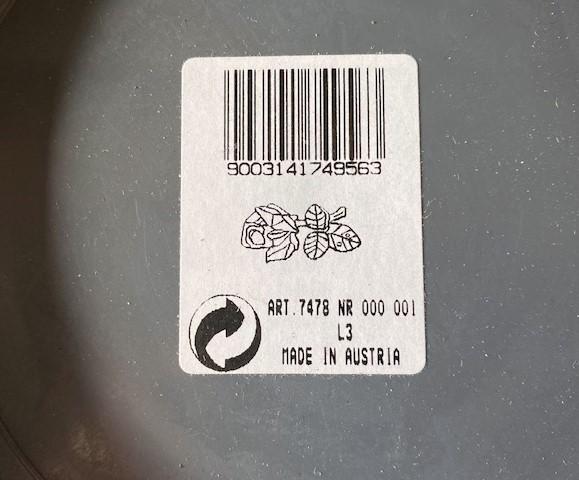 9003141749563
ART.7478 NR 000 001
L3
MADE IN AUSTRIA